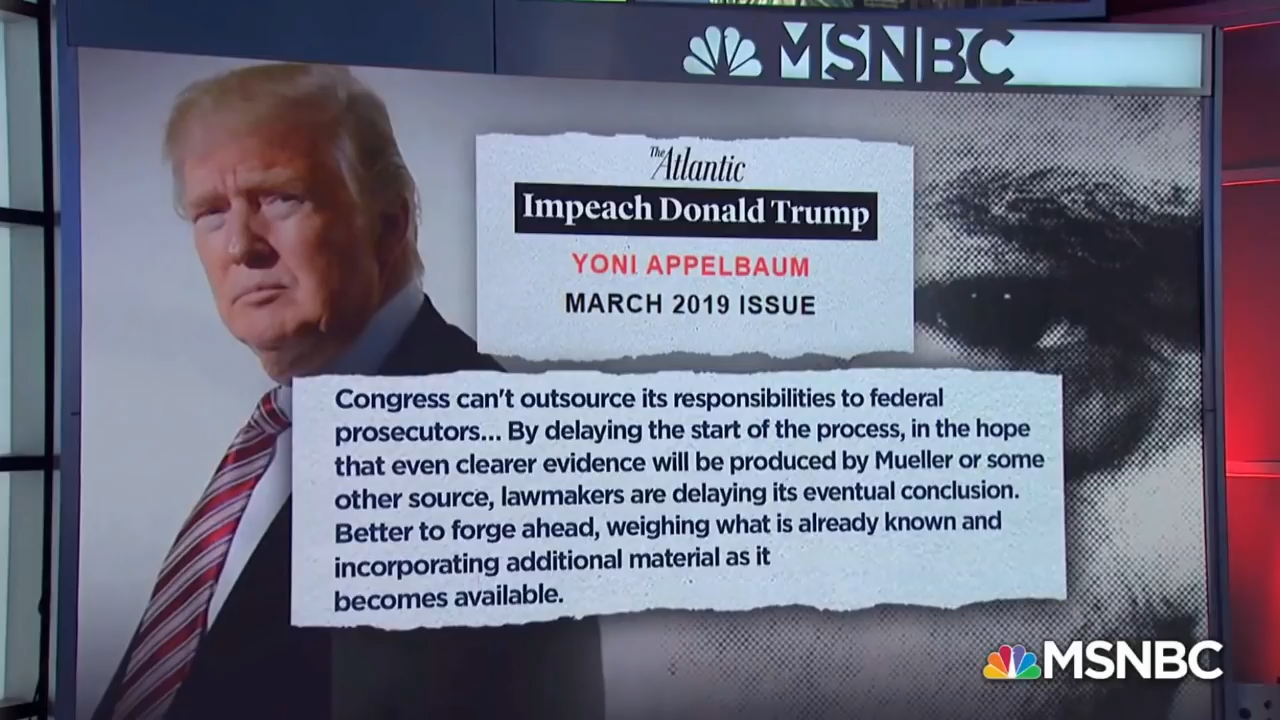 MSNBC
The Atlantic
Impeach Donald Trump
YONI APPELBAUM
MARCH 2019 ISSUE
Congress can't outsource its responsibilities to federal
prosecutors... By delaying the start of the process, in the hope
that even clearer evidence will be produced by Mueller or some
other source, lawmakers are delaying its eventual conclusion.
Better to forge ahead, weighing what is already known and
incorporating additional material as it
becomes available.
MSNBC